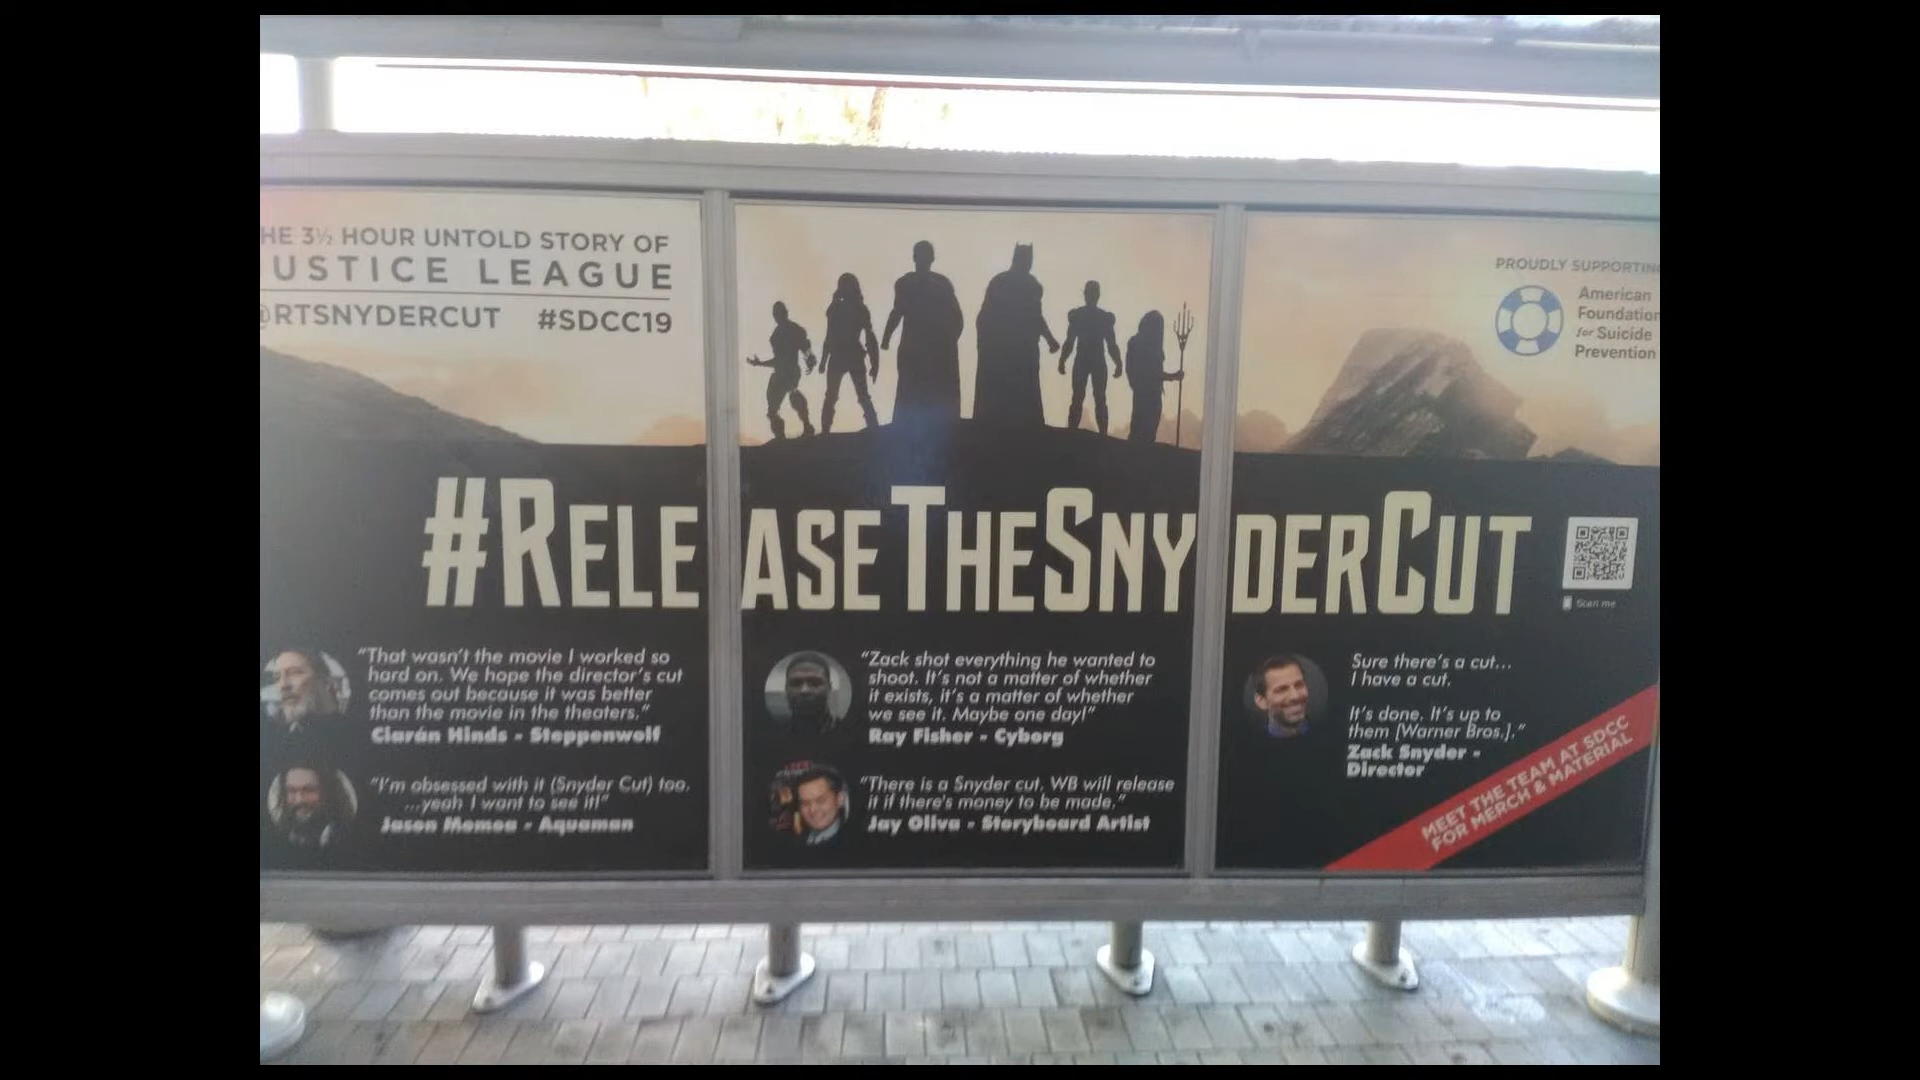 HE 3½ HOUR UNTOLD STORY OF
USTICE LEAGUE
@RTSNYDERCUT #SDCC19
PROUDLY SUPPORTING
American
Foundation
for Suicide
Prevention
#RELEASETHESNYDERCUT
Scan me
"That wasn't the movie I worked so
hard on. We hope the director's cut
comes out because it was better
than the movie in the theaters."
Ciarán Hinds - Steppenwolf
"I'm obsessed with it (Snyder Cut) too.
...yeah I want to see it!"
Jason Momoa - Aquaman
"Zack shot everything he wanted to
shoot. It's not a matter of whether
it exists, it's a matter of whether
we see it. Maybe one day!"
Ray Fisher - Cyborg
"There is a Snyder cut. WB will release
it if there's money to be made."
Jay Oliva - Storyboard Artist
Sure there's a cut...
I have a cut.
It's done. It's up to
them [Warner Bros.]."
Zack Snyder -
Director
MEET THE TEAM AT SDCC
FOR MERCH & MATERIAL